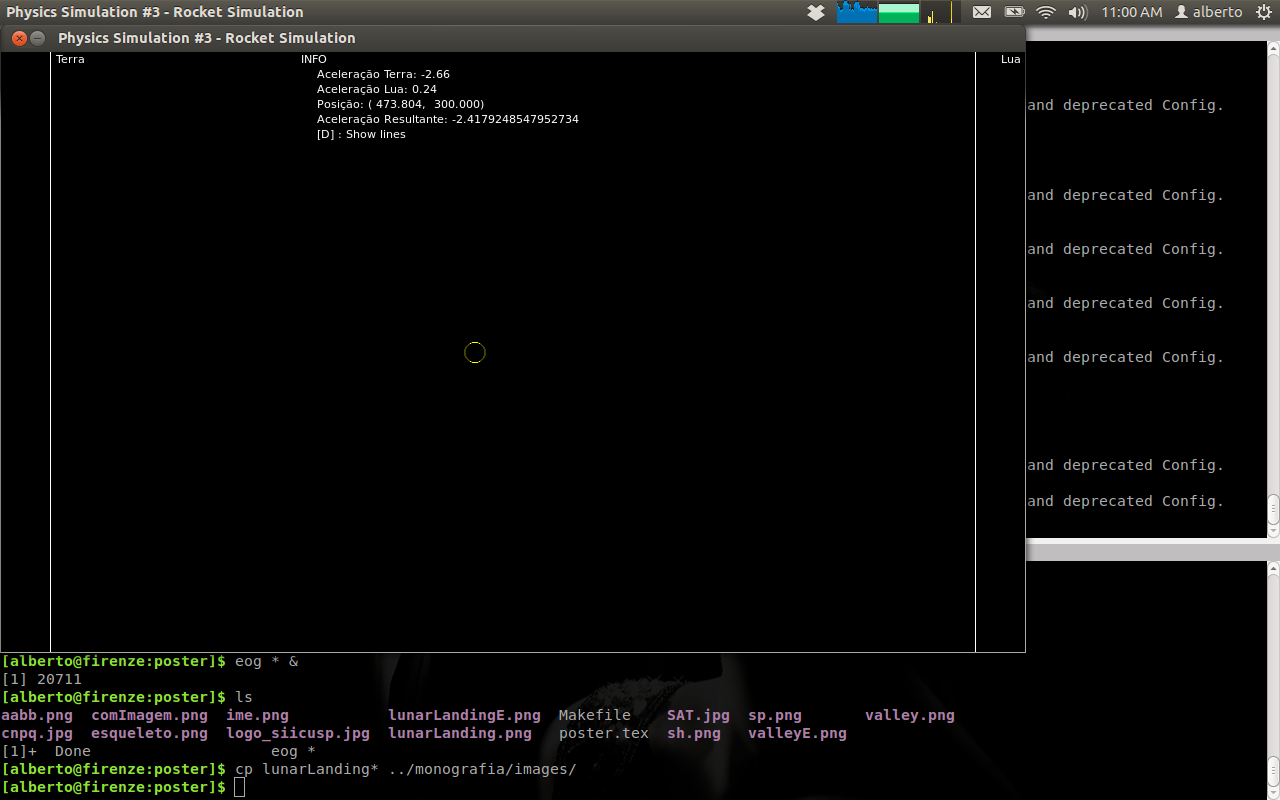 Physics Simulation #3 - Rocket Simulation 11:00 AM alberto
Physics Simulation #3 - Rocket Simulation
Terra INFO Lua
Aceleração Terra: -2.66
Aceleração Lua: 0.24
Posição: ( 473.804, 300.000)
Aceleração Resultante: -2.4179248547952734
[D] : Show lines
and deprecated Config.
and deprecated Config.
and deprecated Config.
and deprecated Config.
and deprecated Config.
and deprecated Config.
and deprecated Config.
[alberto@firenze:poster]$ eog * &
[1] 20711
[alberto@firenze:poster]$ ls
aabb.png comImagem.png ime.png lunarLandingE.png Makefile SAT.jpg sp.png valley.png
cnpq.jpg esqueleto.png logo_siicusp.jpg lunarLanding.png poster.tex sh.png valleyE.png
[1]+ Done eog *
[alberto@firenze:poster]$ cp lunarLanding* ../monografia/images/
[alberto@firenze:poster]$